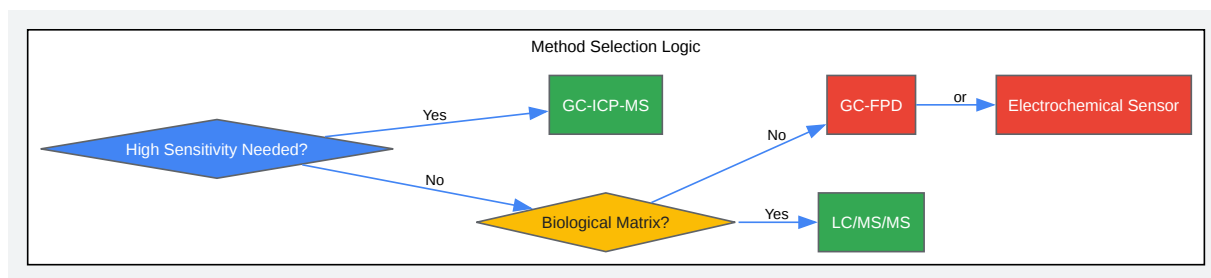 Method Selection Logic
High Sensitivity Needed?
Yes
GC-ICP-MS
No
Biological Matrix?
No
GC-FPD
or
Electrochemical Sensor
Yes
LC/MS/MS